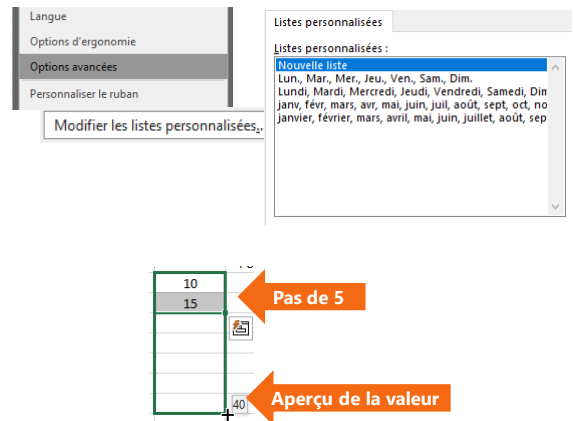 Langue
Options d'ergonomie
Options avancées
Personnaliser le ruban
Modifier les listes personnalisées...
Listes personnalisées
Listes personnalisées :
Nouvelle liste
Lun., Mar., Mer., Jeu., Ven., Sam., Dim.
Lundi, Mardi, Mercredi, Jeudi, Vendredi, Samedi, Dim
janv, févr, mars, avr, mai, juin, juil, août, sept, oct, no
janvier, février, mars, avril, mai, juin, juillet, août, sep
10
15
Pas de 5
40
Aperçu de la valeur